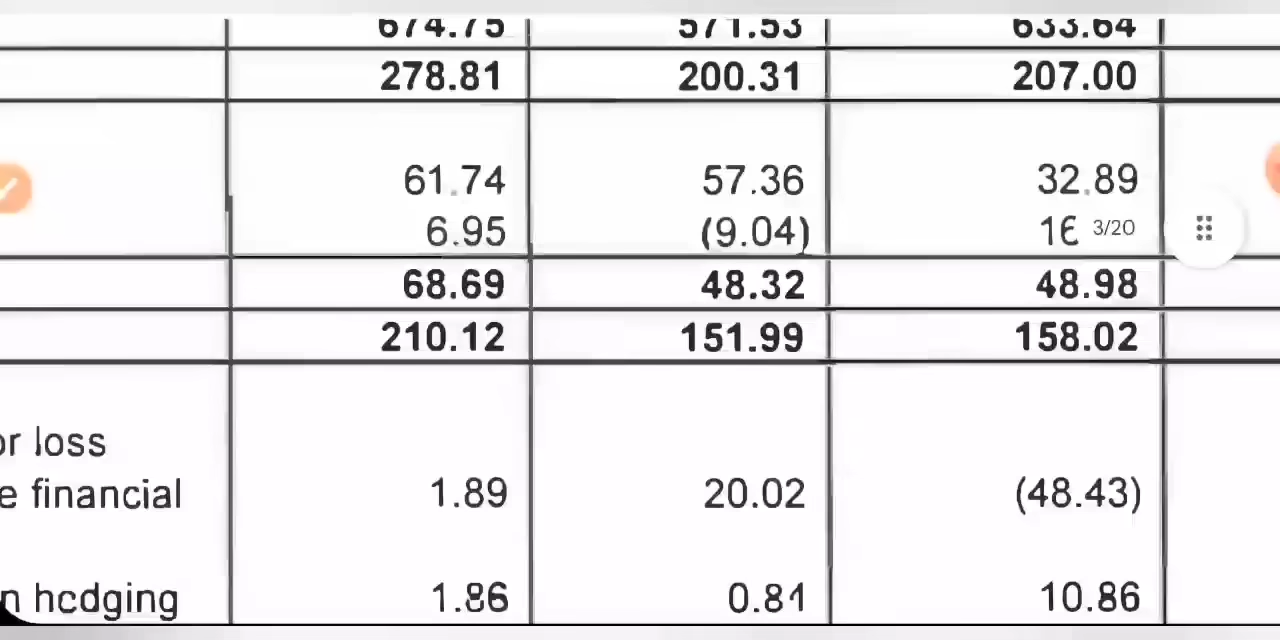 674.75 571.53 633.64
278.81 200.31 207.00
61.74 57.36 32.89
6.95 (9.04) 3/20
68.69 48.32 48.98
210.12 151.99 158.02
or loss
e financial 1.89 20.02 (48.43)
n hedging 1.86 0.81 10.86